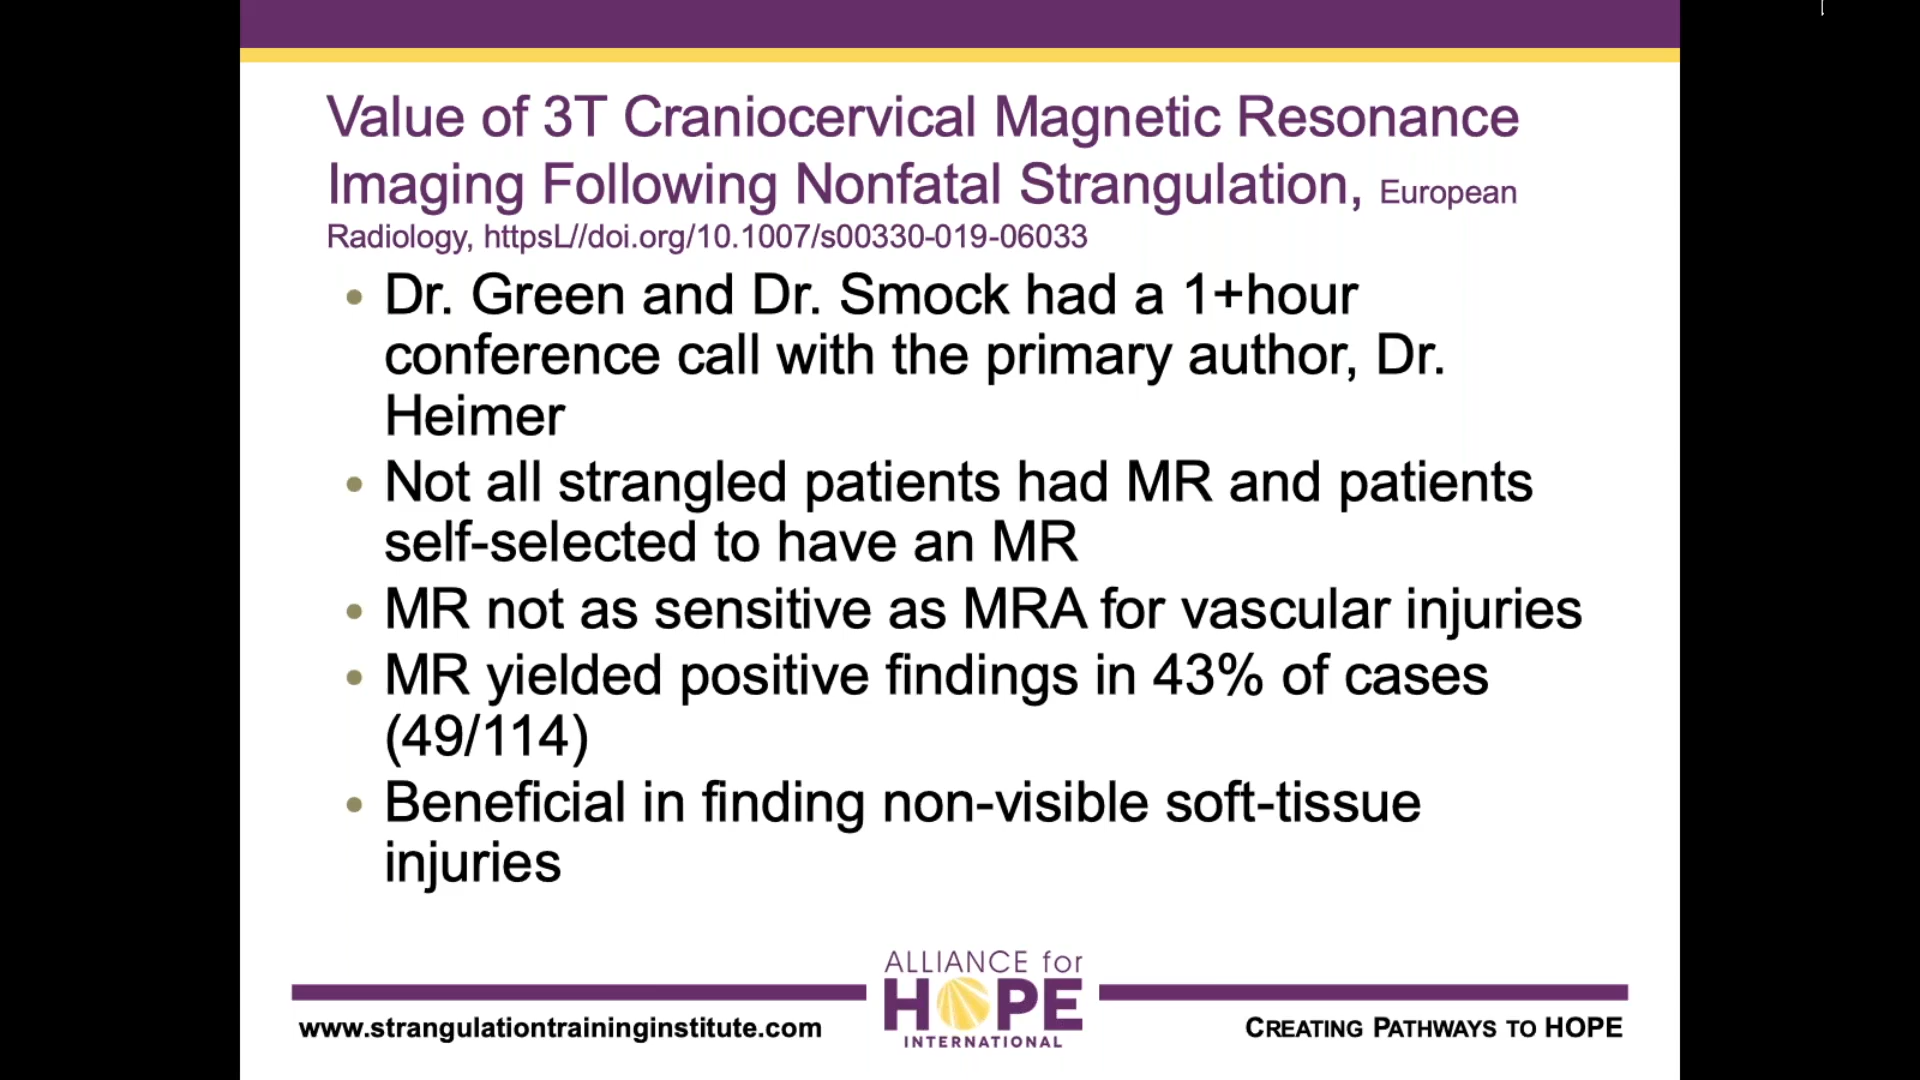 Value of 3T Craniocervical Magnetic Resonance
Imaging Following Nonfatal Strangulation, European
Radiology, httpsL//doi.org/10.1007/s00330-019-06033
• Dr. Green and Dr. Smock had a 1+hour
conference call with the primary author, Dr.
Heimer
• Not all strangled patients had MR and patients
self-selected to have an MR
• MR not as sensitive as MRA for vascular injuries
• MR yielded positive findings in 43% of cases
(49/114)
• Beneficial in finding non-visible soft-tissue
injuries
ALLIANCE for
HOPE
INTERNATIONAL
www.strangulationtraininginstitute.com
CREATING PATHWAYS TO HOPE